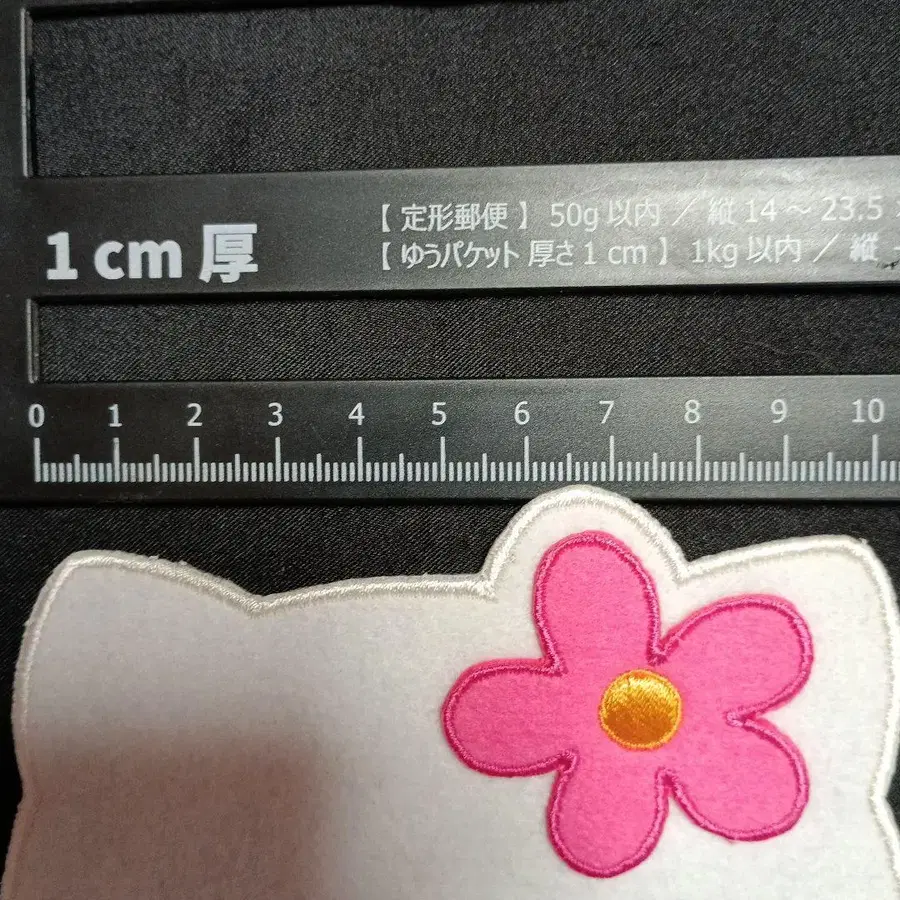 1 cm 厚
【 定形郵便 】 50g 以内 ／ 縦 14 ～ 23.5
【 ゆうパケット 厚さ 1 cm 】 1kg 以内 ／ 縦
0 1 2 3 4 5 6 7 8 9 10